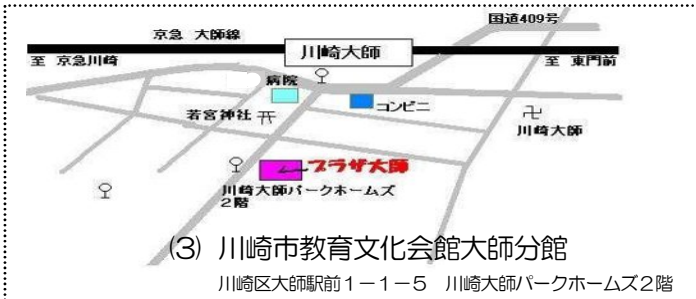 国道409号
京急 大師線
川崎大師
至 京急川崎
至 東門前
病院
コンビニ
若宮神社
川崎大師
プラザ大師
川崎大師パークホームズ
2階
(3) 川崎市教育文化会館大師分館
川崎区大師駅前1-1-5 川崎大師パークホームズ2階